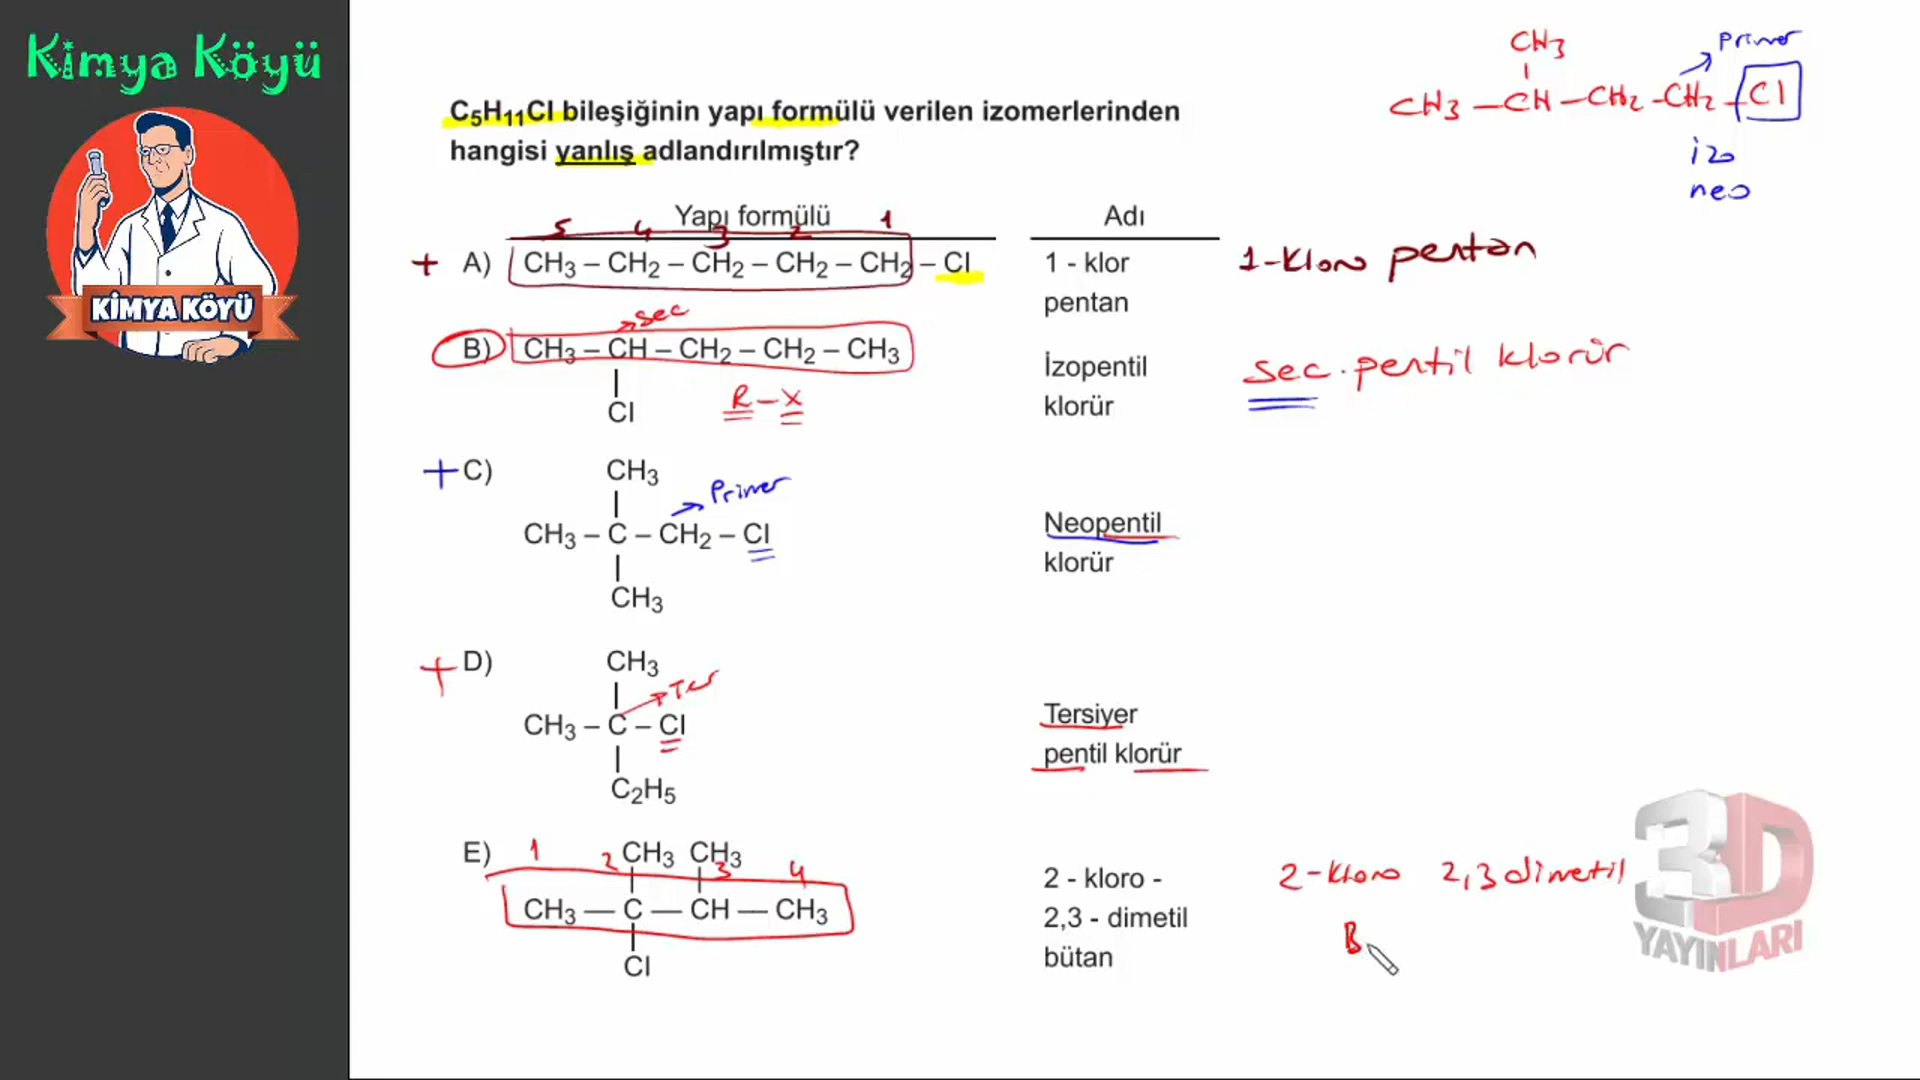 Kimya Köyü
KİMYA KÖYÜ
C5H11Cl bileşiğinin yapı formülü verilen izomerlerinden
hangisi yanlış adlandırılmıştır?
CH3
CH3 – CH – CH2 – CH2 – Cl
Primer
izo
neo
Yapı formülü
Adı
5 4 3 2 1
+ A) CH3 – CH2 – CH2 – CH2 – CH2 – Cl
1 - klor
pentan
1-Kloro pentan
sec
B) CH3 – CH – CH2 – CH2 – CH3
Cl
R – X
İzopentil
klorür
sec. pentil klorür
+ C) CH3
Primer
CH3 – C – CH2 – Cl
CH3
Neopentil
klorür
+ D) CH3
Ter
CH3 – C – Cl
C2H5
Tersiyer
pentil klorür
E) CH3 CH3
1 2 3 4
CH3 — C — CH — CH3
Cl
2 - kloro -
2,3 - dimetil
bütan
2-Kloro 2,3 dimetil
B
3D
YAYINLARI